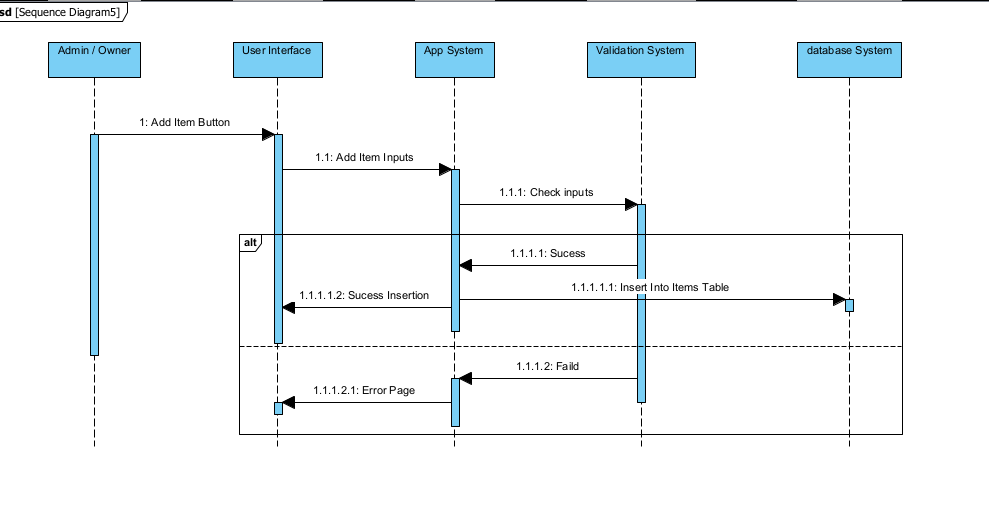 sd [Sequence Diagram5]
Admin / Owner
User Interface
App System
Validation System
database System
1: Add Item Button
1.1: Add Item Inputs
1.1.1: Check inputs
alt
1.1.1.1: Sucess
1.1.1.1.1: Insert Into Items Table
1.1.1.1.2: Sucess Insertion
1.1.1.2: Faild
1.1.1.2.1: Error Page